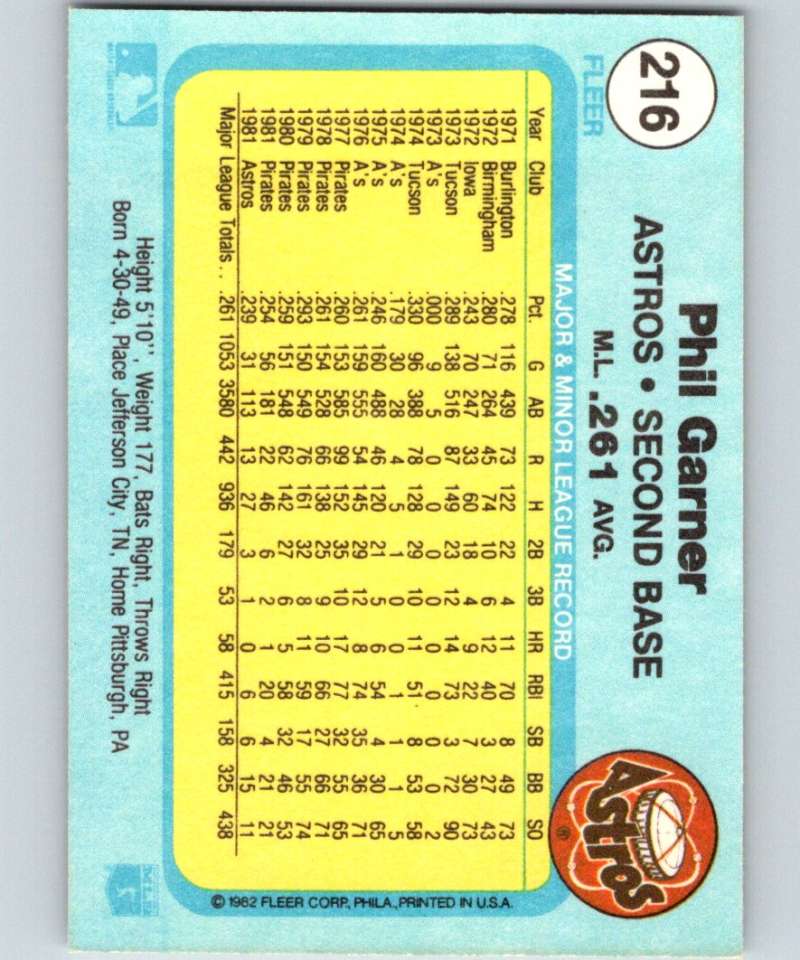 216
FLEER
Phil Garner
ASTROS • SECOND BASE
M.L. .261 AVG.
Astros
®
MAJOR & MINOR LEAGUE RECORD
Year Club Pct. G AB R H 2B 3B HR RBI SB BB SO
1971 Burlington .278 116 439 73 122 22 4 11 70 8 49 73
1972 Birmingham .280 71 264 45 74 10 6 12 40 3 27 43
1972 Iowa .243 70 247 33 60 18 4 9 22 7 30 73
1973 Tucson .289 138 516 87 149 23 12 14 73 3 72 90
1973 A's .000 9 5 0 0 0 0 0 0 0 0 2
1974 Tucson .330 96 388 78 128 29 10 11 51 8 53 58
1974 A's .179 30 28 4 5 1 0 0 1 1 1 5
1975 A's .246 160 488 46 120 21 5 6 54 4 30 65
1976 A's .261 159 555 54 145 29 12 8 74 35 36 71
1977 Pirates .260 153 585 99 152 35 10 17 77 32 55 65
1978 Pirates .261 154 528 66 138 25 9 10 66 27 66 71
1979 Pirates .293 150 549 76 161 32 8 11 59 17 55 74
1980 Pirates .259 151 548 62 142 27 6 5 58 32 46 53
1981 Pirates .254 56 181 22 46 6 2 1 20 4 21 21
1981 Astros .239 31 113 13 27 3 1 0 6 6 15 11
Major League Totals . . .261 1053 3580 442 936 179 53 58 415 158 325 438
© 1982 FLEER CORP., PHILA., PRINTED IN U.S.A.
Height 5'10", Weight 177, Bats Right, Throws Right
Born 4-30-49, Place Jefferson City, TN, Home Pittsburgh, PA